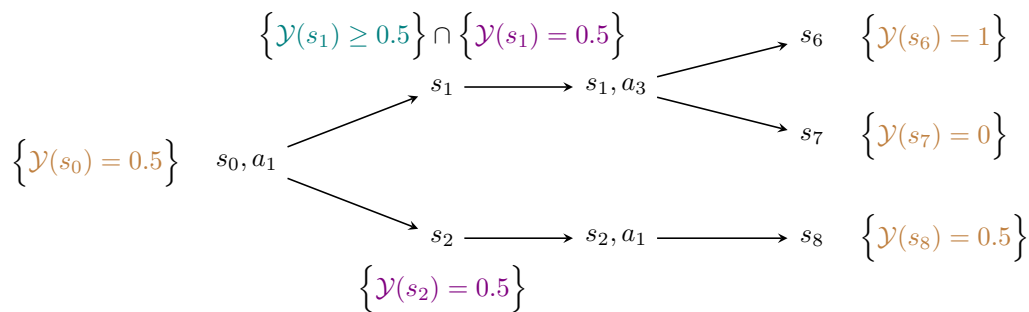 {𝒴(s₁) ≥ 0.5} ∩ {𝒴(s₁) = 0.5}
s₆ {𝒴(s₆) = 1}
s₁ s₁, a₃
s₇ {𝒴(s₇) = 0}
{𝒴(s₀) = 0.5} s₀, a₁
s₂ s₂, a₁ s₈ {𝒴(s₈) = 0.5}
{𝒴(s₂) = 0.5}